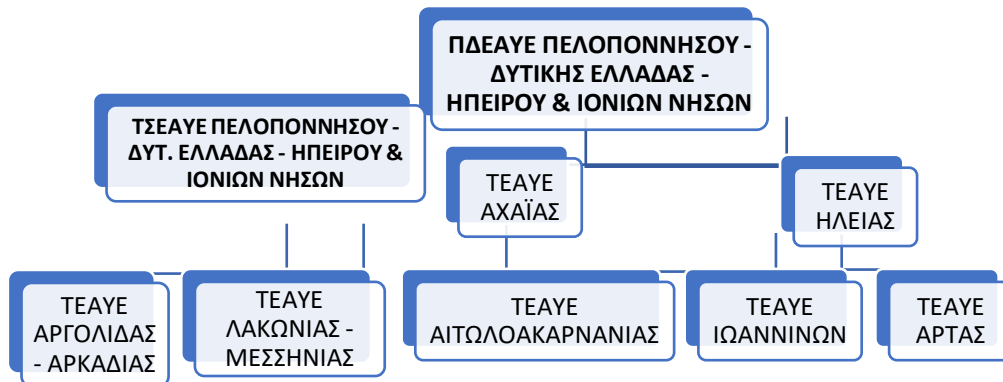 ΠΔΕΑΥΕ ΠΕΛΟΠΟΝΝΗΣΟΥ -
ΔΥΤΙΚΗΣ ΕΛΛΑΔΑΣ -
ΗΠΕΙΡΟΥ & ΙΟΝΙΩΝ ΝΗΣΩΝ
ΤΣΕΑΥΕ ΠΕΛΟΠΟΝΝΗΣΟΥ -
ΔΥΤ. ΕΛΛΑΔΑΣ - ΗΠΕΙΡΟΥ &
ΙΟΝΙΩΝ ΝΗΣΩΝ
ΤΕΑΥΕ
ΑΧΑΪΑΣ
ΤΕΑΥΕ
ΗΛΕΙΑΣ
ΤΕΑΥΕ
ΑΡΓΟΛΙΔΑΣ
- ΑΡΚΑΔΙΑΣ
ΤΕΑΥΕ
ΛΑΚΩΝΙΑΣ -
ΜΕΣΣΗΝΙΑΣ
ΤΕΑΥΕ
ΑΙΤΩΛΟΑΚΑΡΝΑΝΙΑΣ
ΤΕΑΥΕ
ΙΩΑΝΝΙΝΩΝ
ΤΕΑΥΕ
ΑΡΤΑΣ